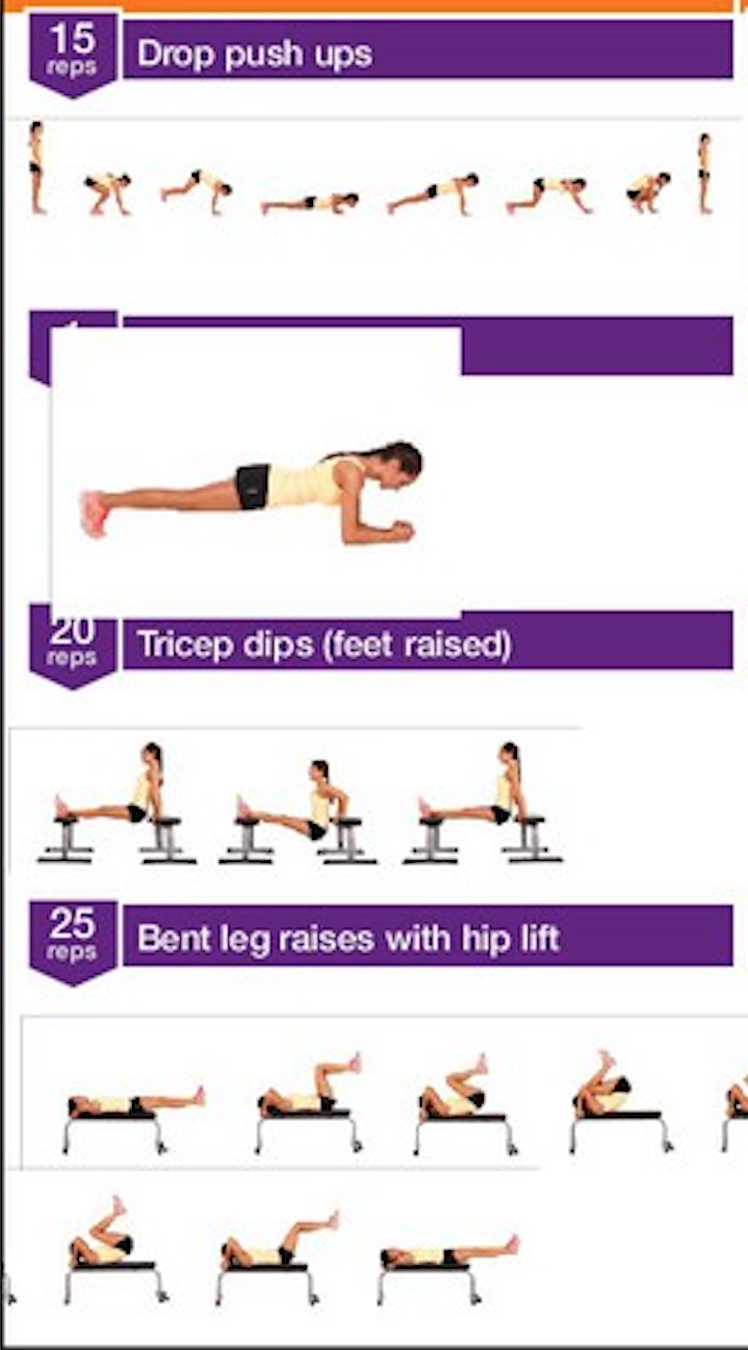 15
reps
Drop push ups
20
reps
Tricep dips (feet raised)
25
reps
Bent leg raises with hip lift